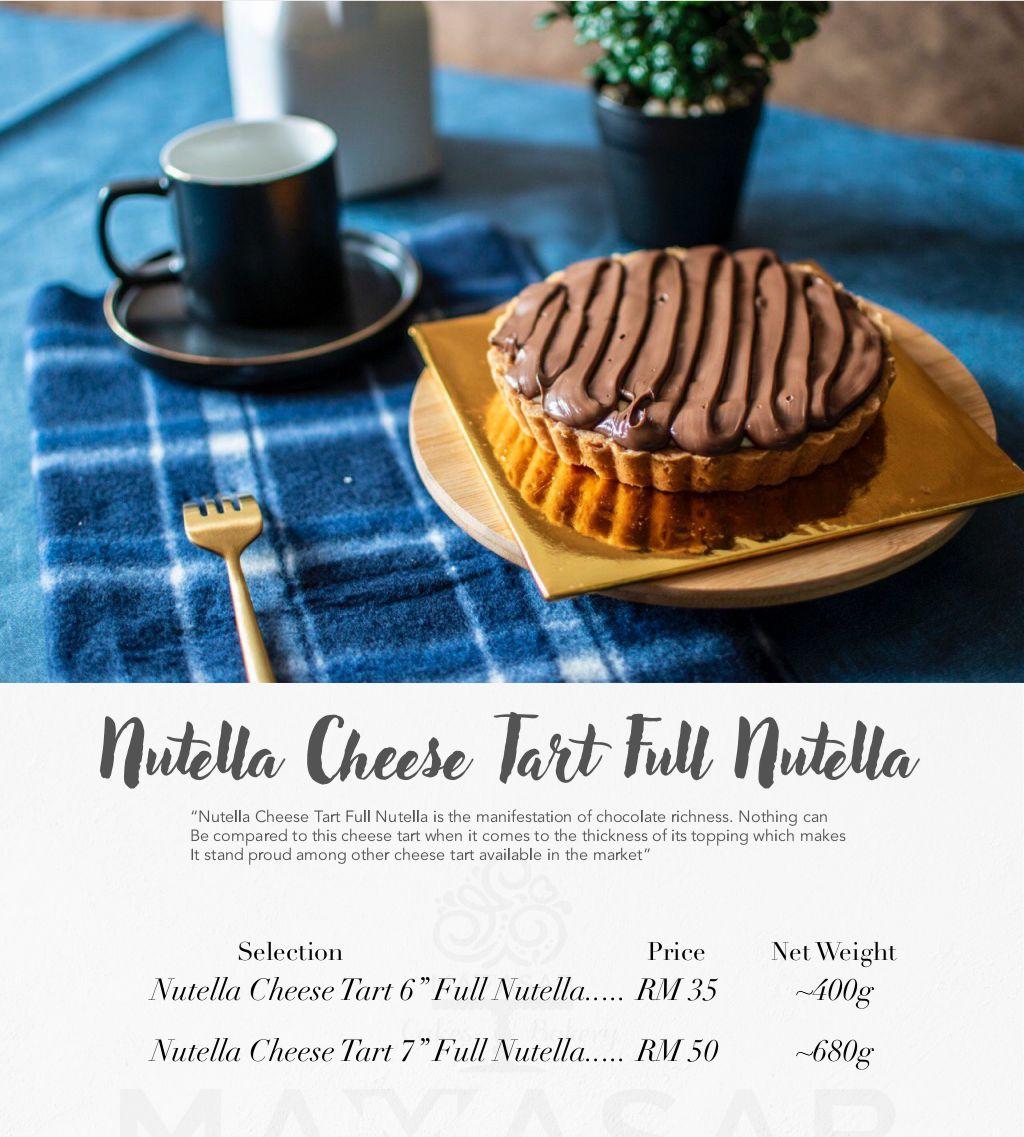 Nutella Cheese Tart Full Nutella
“Nutella Cheese Tart Full Nutella is the manifestation of chocolate richness. Nothing can
Be compared to this cheese tart when it comes to the thickness of its topping which makes
It stand proud among other cheese tart available in the market”
Selection Price Net Weight
Nutella Cheese Tart 6” Full Nutella..... RM 35 ~400g
Cakes Bakery
Nutella Cheese Tart 7” Full Nutella..... RM 50 ~680g
MAYASAR